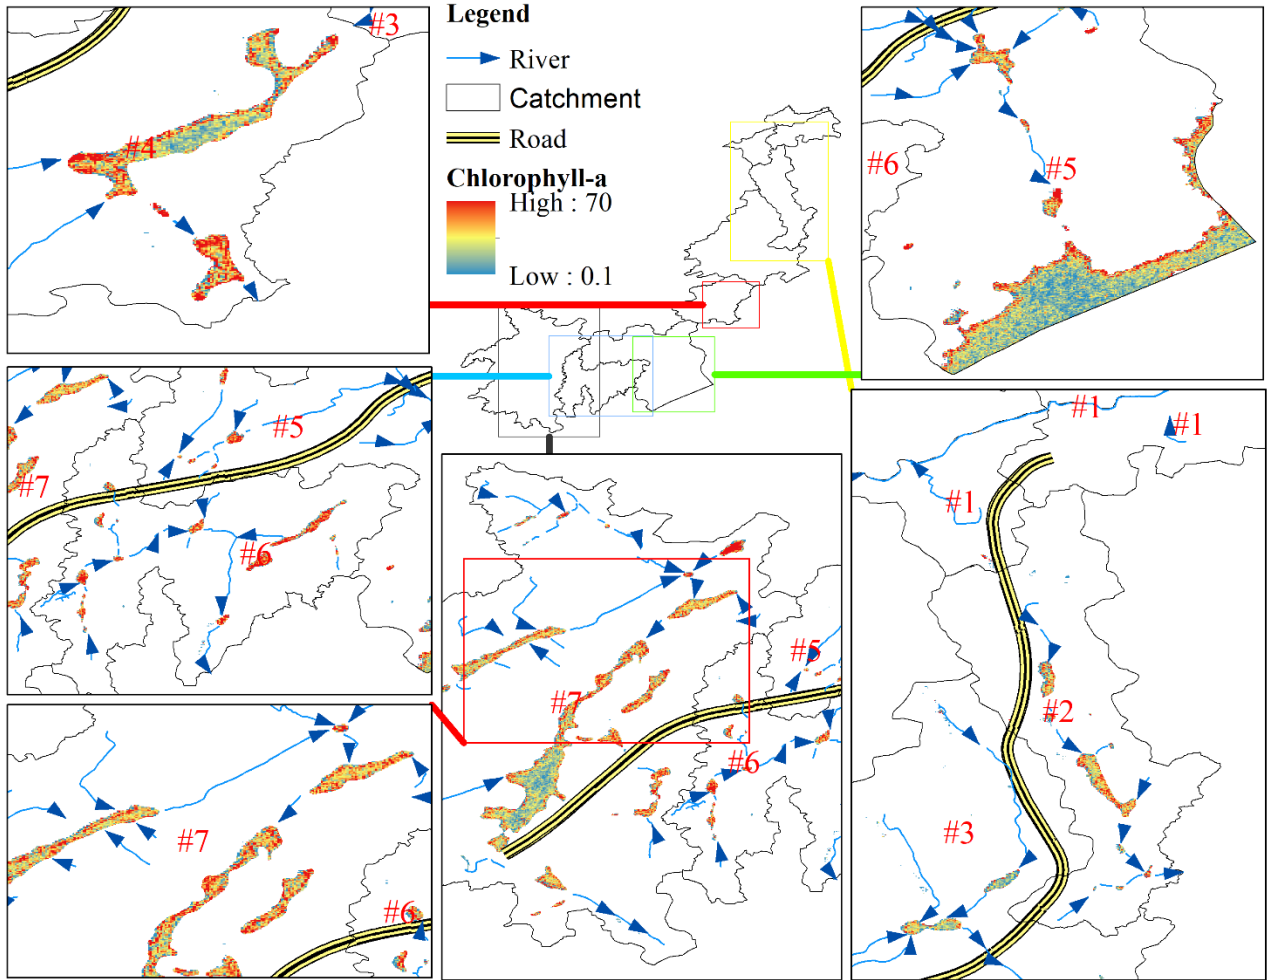 Legend
River
Catchment
Road
Chlorophyll-a
High : 70
Low : 0.1
#3
#4
#6
#5
#5
#7
#6
#1
#1
#1
#2
#3
#5
#7
#6
#7
#6